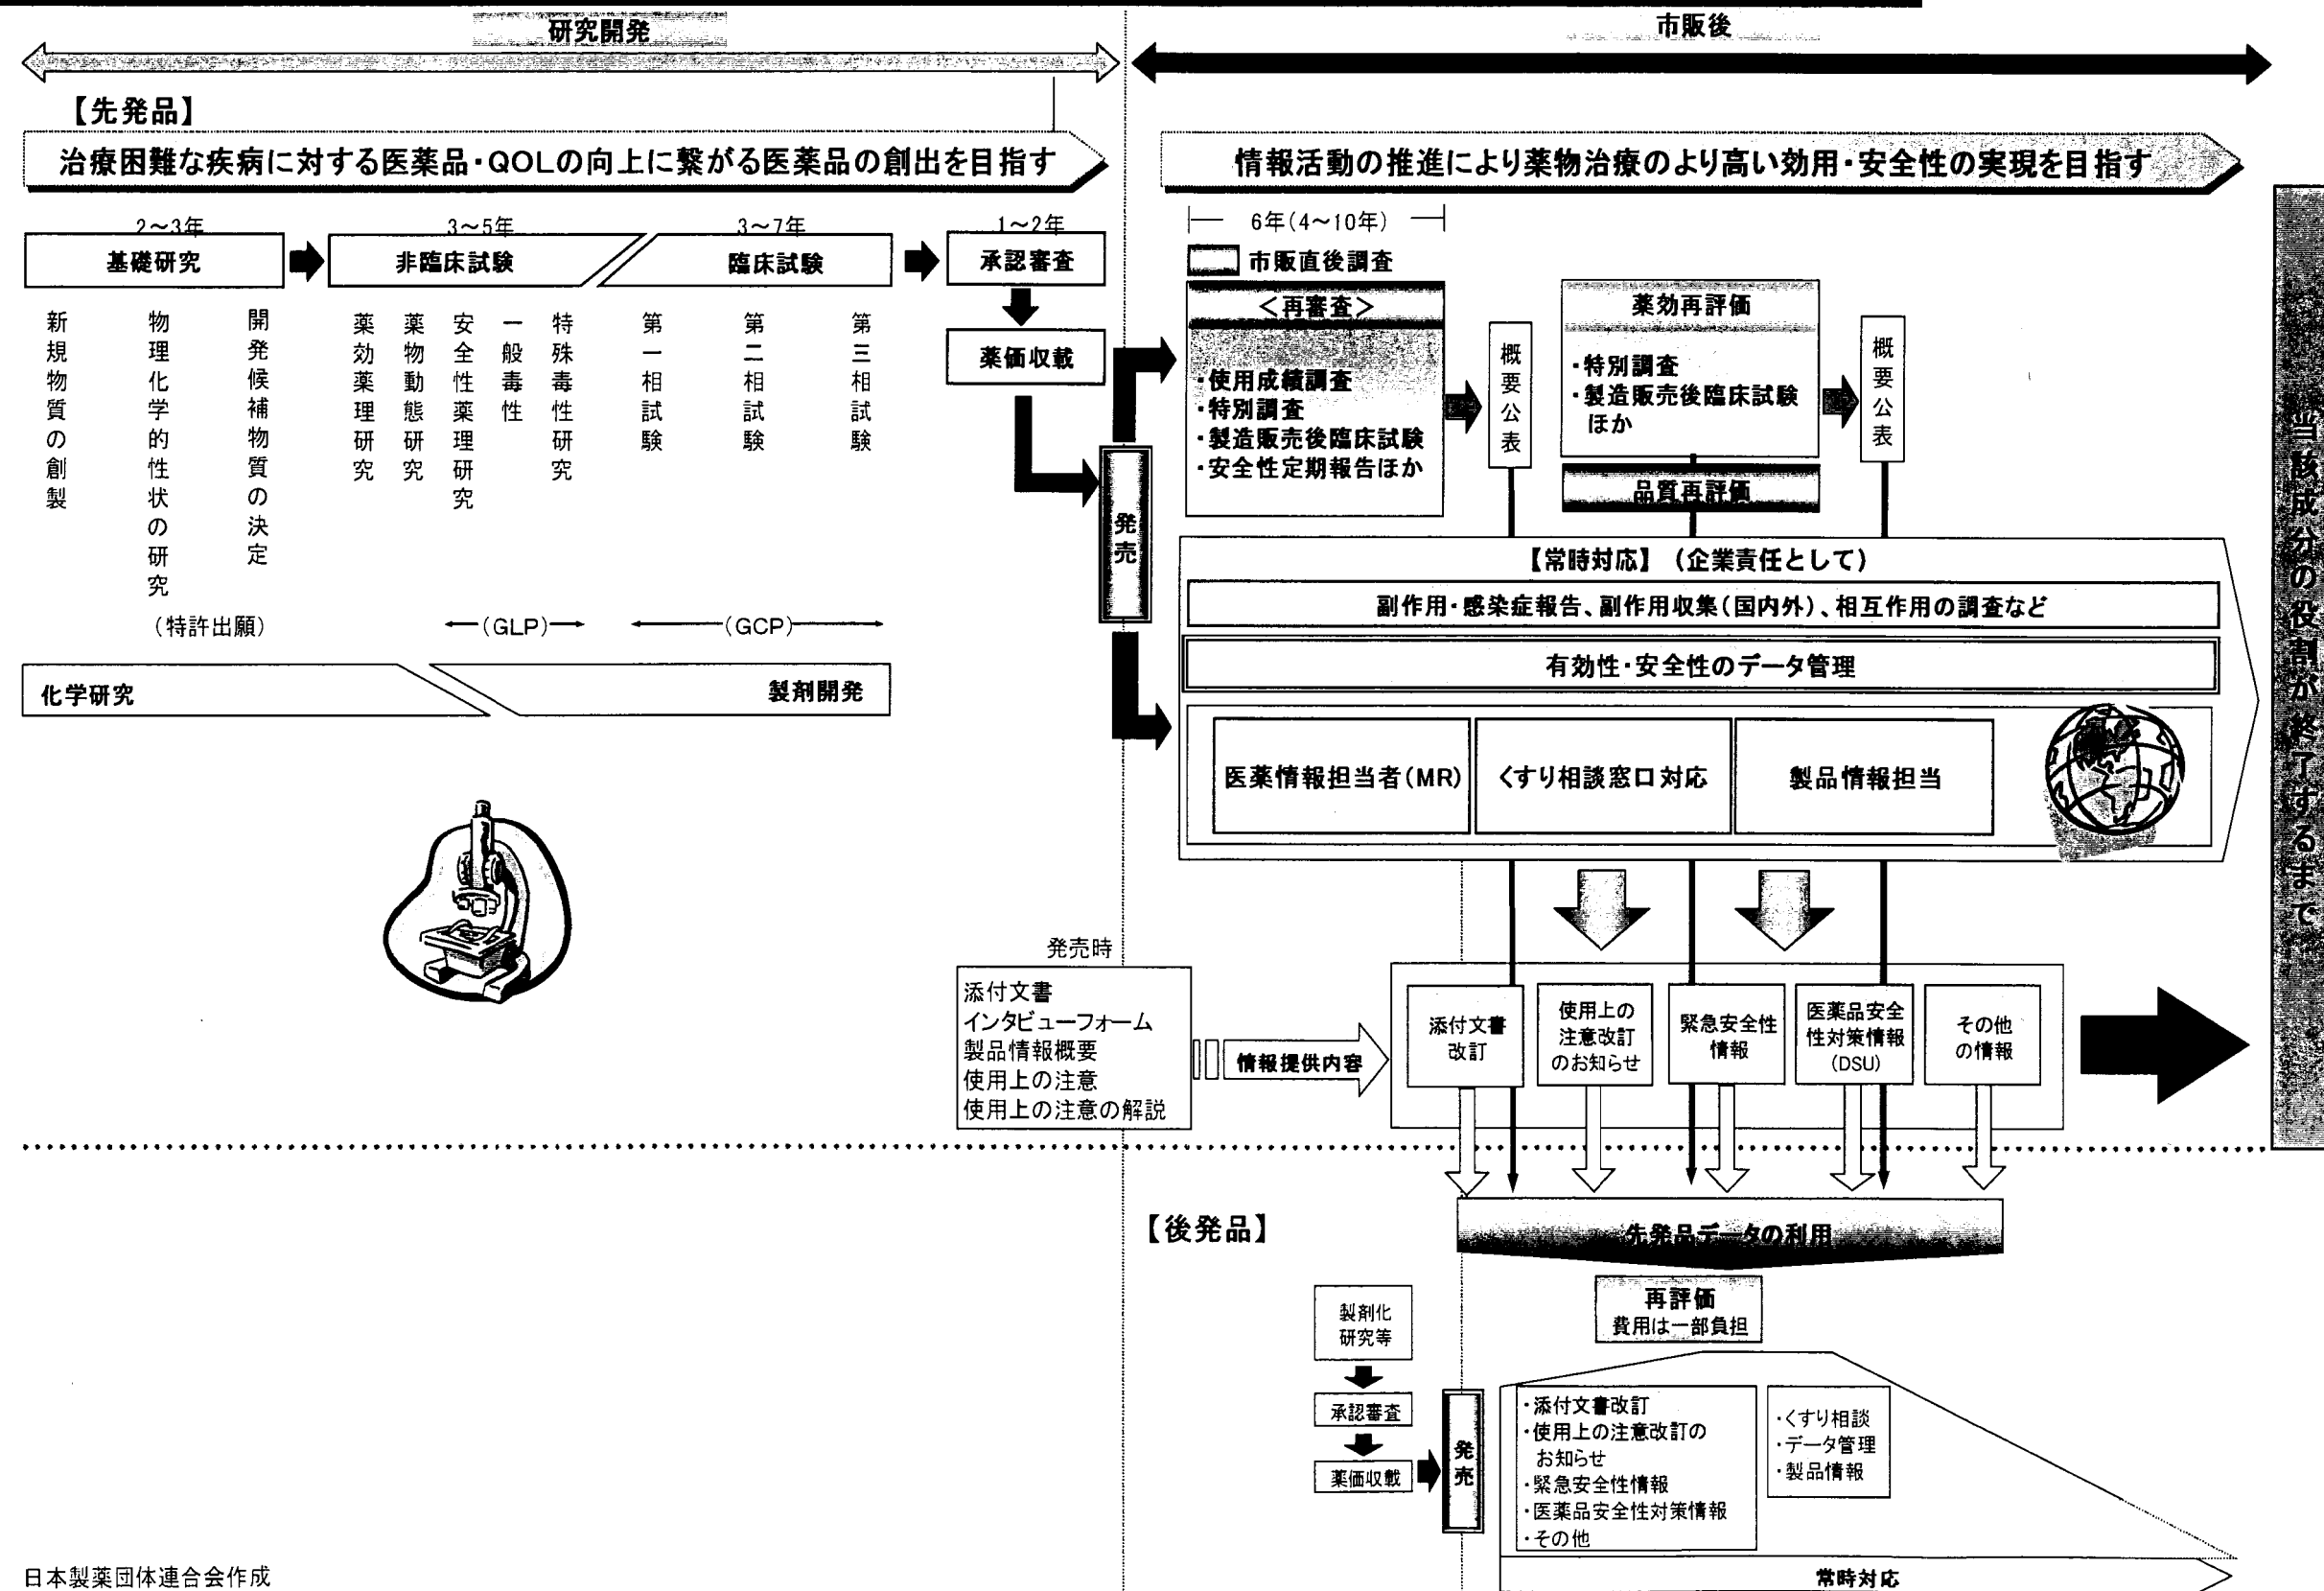 研究開発
市販後
【先発品】
治療困難な疾病に対する医薬品・QOLの向上に繋がる医薬品の創出を目指す
情報活動の推進により薬物治療のより高い効用・安全性の実現を目指す
2～3年
3～5年
3～7年
1～2年
6年(4～10年)
基礎研究
非臨床試験
臨床試験
承認審査
市販直後調査
新規物質の創製
物理化学的性状の研究
開発候補物質の決定
薬効薬理研究
薬物動態研究
安全性薬理研究
一般毒性
特殊毒性研究
第一相試験
第二相試験
第三相試験
薬価収載
発売
＜再審査＞
・使用成績調査
・特別調査
・製造販売後臨床試験
・安全性定期報告ほか
概要公表
薬効再評価
・特別調査
・製造販売後臨床試験
ほか
品質再評価
概要公表
(特許出願)
(GLP)
(GCP)
化学研究
製剤開発
【常時対応】(企業責任として)
副作用・感染症報告、副作用収集(国内外)、相互作用の調査など
有効性・安全性のデータ管理
医薬情報担当者(MR)
くすり相談窓口対応
製品情報担当
当該成分の役割が終了するまで
発売時
添付文書
インタビューフォーム
製品情報概要
使用上の注意
使用上の注意の解説
情報提供内容
添付文書
改訂
使用上の
注意改訂
のお知らせ
緊急安全性
情報
医薬品安全
性対策情報
(DSU)
その他
の情報
【後発品】
先発品データの利用
再評価
費用は一部負担
製剤化
研究等
承認審査
薬価収載
発売
・添付文書改訂
・使用上の注意改訂の
お知らせ
・緊急安全性情報
・医薬品安全性対策情報
・その他
・くすり相談
・データ管理
・製品情報
常時対応
日本製薬団体連合会作成